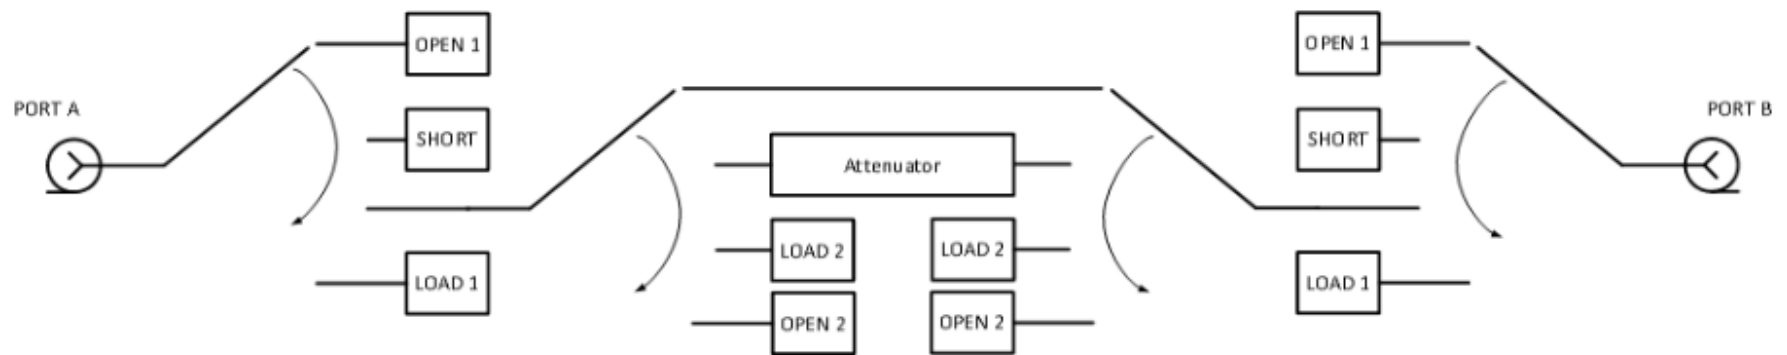 OPEN 1
OPEN 1
PORT A
PORT B
SHORT
SHORT
Attenuator
LOAD 2
LOAD 2
LOAD 1
LOAD 1
OPEN 2
OPEN 2